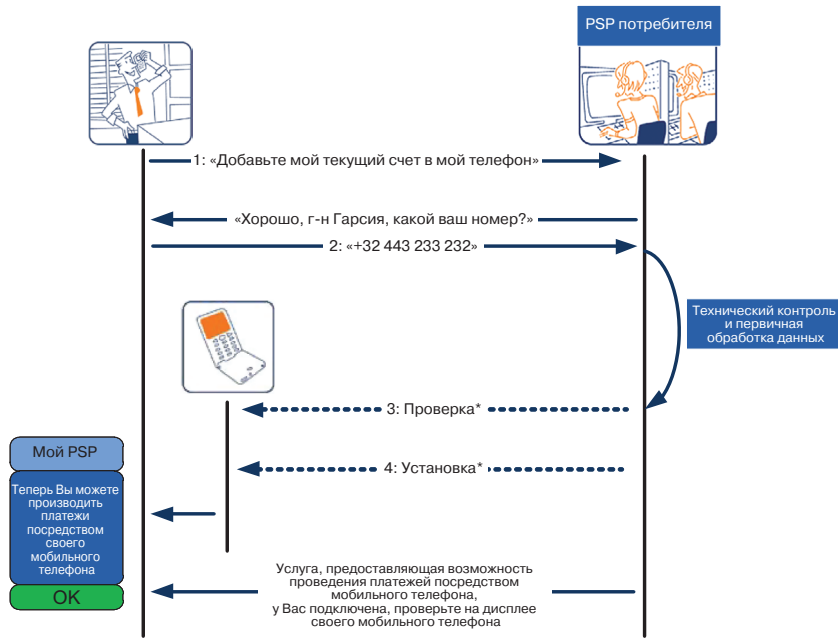 PSP потребителя
1: «Добавьте мой текущий счет в мой телефон»
«Хорошо, г-н Гарсия, какой ваш номер?»
2: «+32 443 233 232»
Технический контроль
и первичная
обработка данных
3: Проверка*
4: Установка*
Мой PSP
Теперь Вы можете
производить
платежи
посредством
своего
мобильного
телефона
OK
Услуга, предоставляющая возможность
проведения платежей посредством
мобильного телефона,
у Вас подключена, проверьте на дисплее
своего мобильного телефона